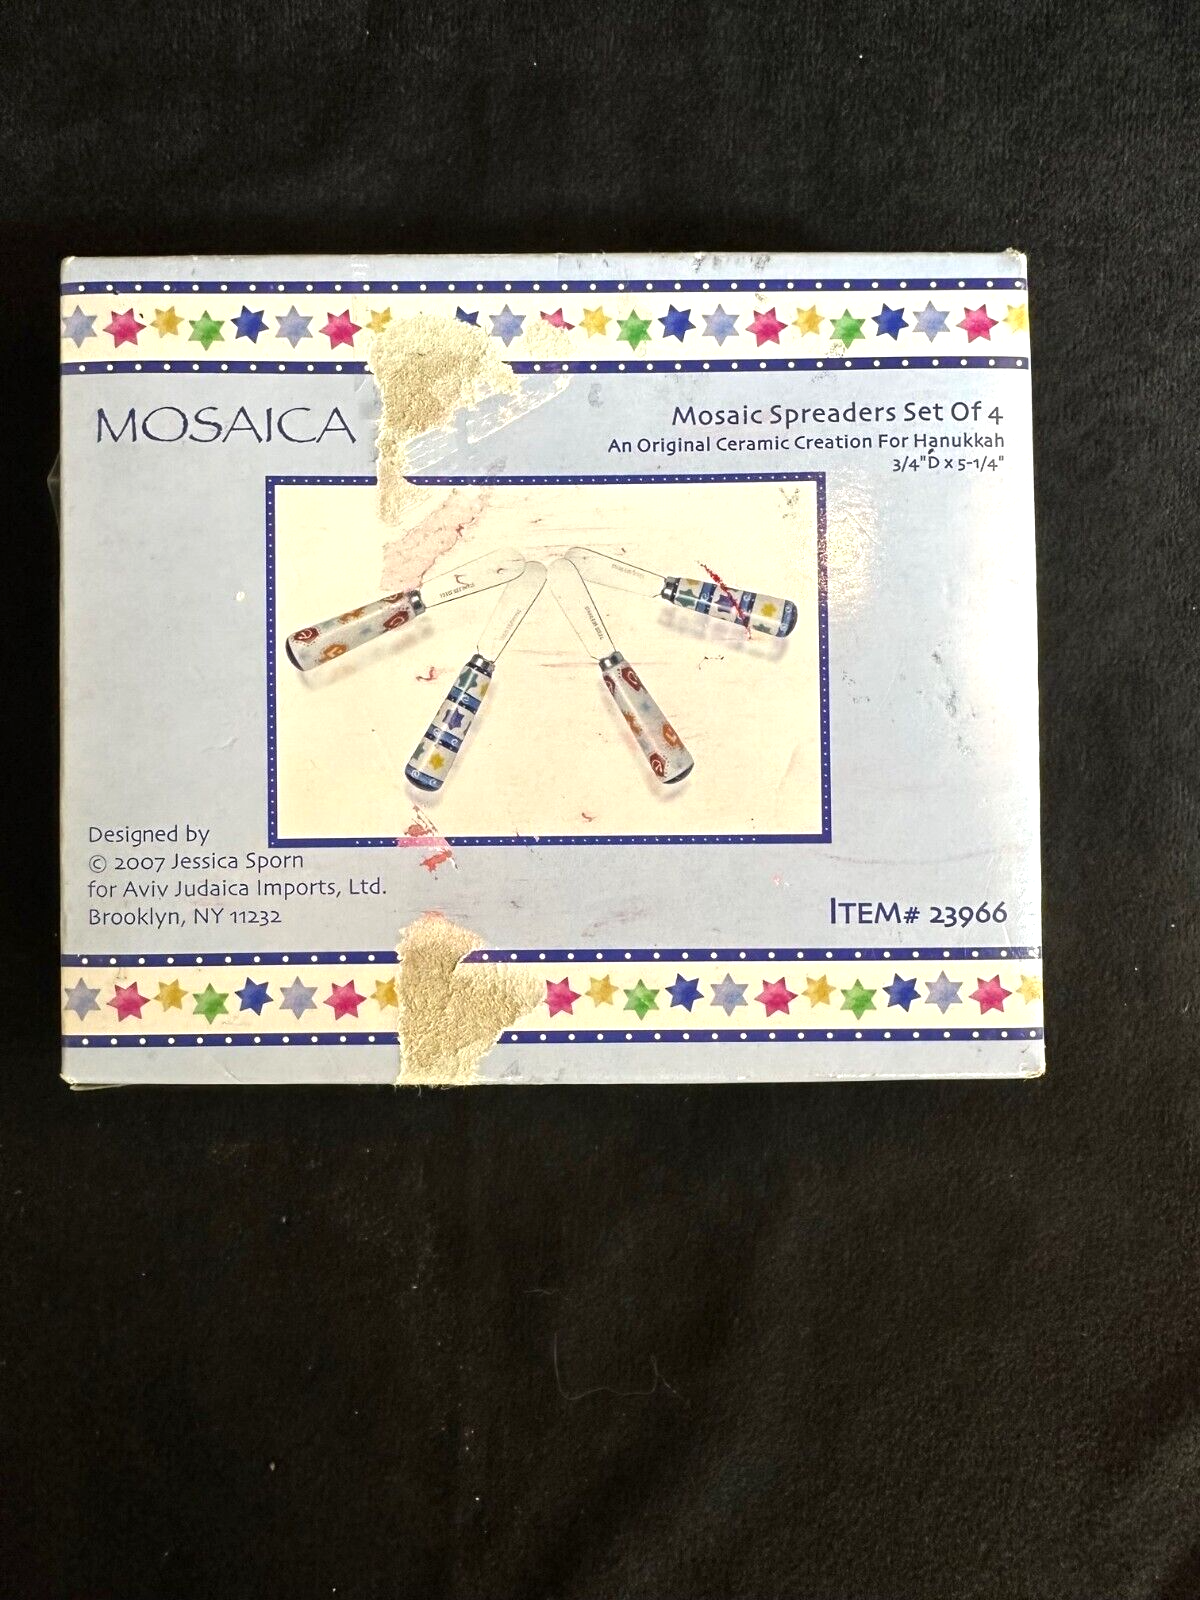 MOSAICA
Mosaic Spreaders Set Of 4
An Original Ceramic Creation For Hanukkah
3/4"D x 5-1/4"
Designed by
© 2007 Jessica Sporn
for Aviv Judaica Imports, Ltd.
Brooklyn, NY 11232
ITEM# 23966